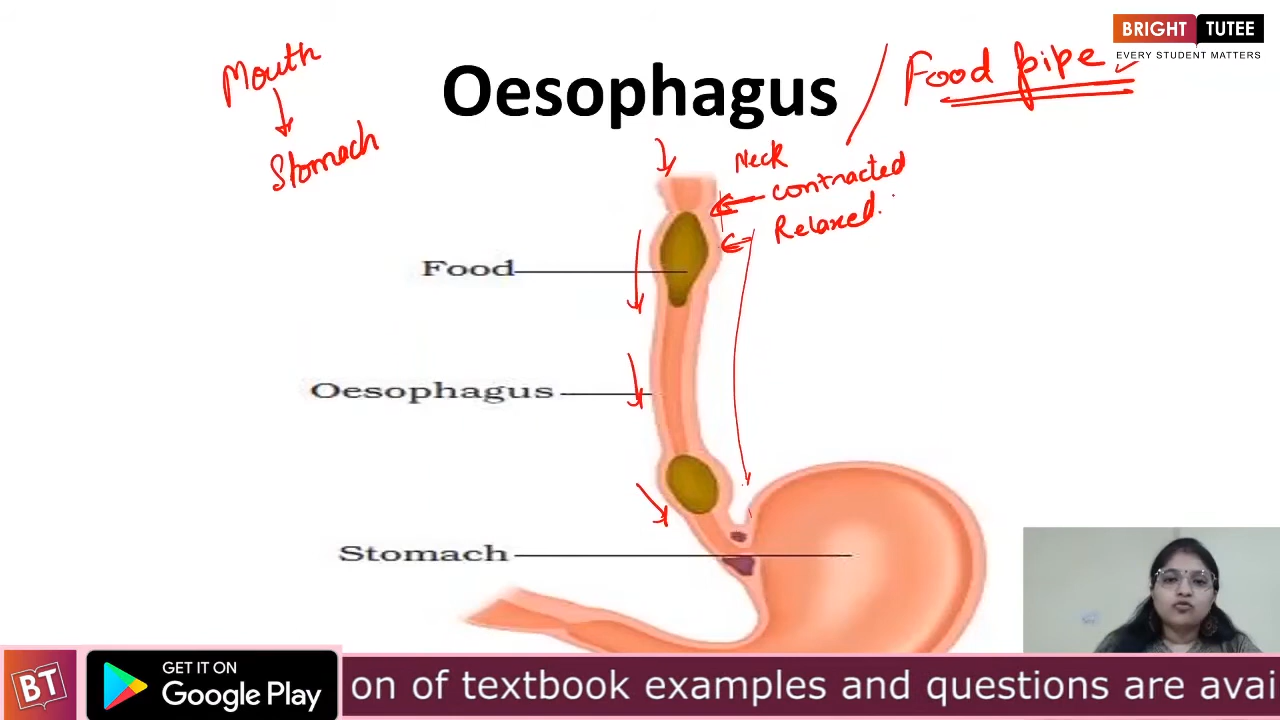 BRIGHT TUTEE
EVERY STUDENT MATTERS
Mouth
Stomach
Oesophagus
Food pipe
Neck
contracted
Relaxed.
Food
Oesophagus
Stomach
BT
GET IT ON
Google Play
on of textbook examples and questions are avai